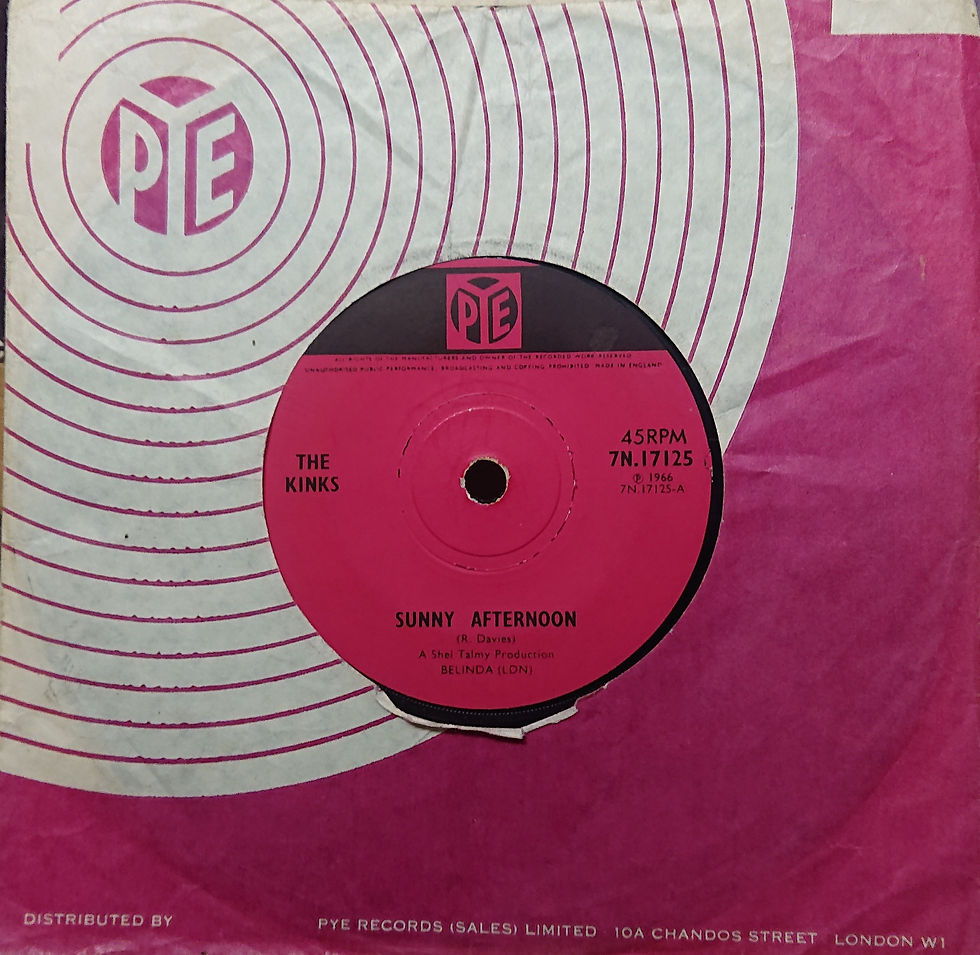 PYE
PYE
ALL RIGHTS OF THE MANUFACTURERS AND OWNER OF THE RECORDED WORK RESERVED
UNAUTHORISED PUBLIC PERFORMANCE, BROADCASTING AND COPYING PROHIBITED MADE IN ENGLAND
THE
KINKS
45RPM
7N.17125
℗ 1966
7N.17125-A
SUNNY AFTERNOON
(R. Davies)
A Shel Talmy Production
BELINDA (LDN)
DISTRIBUTED BY PYE RECORDS (SALES) LIMITED 10A CHANDOS STREET LONDON W1